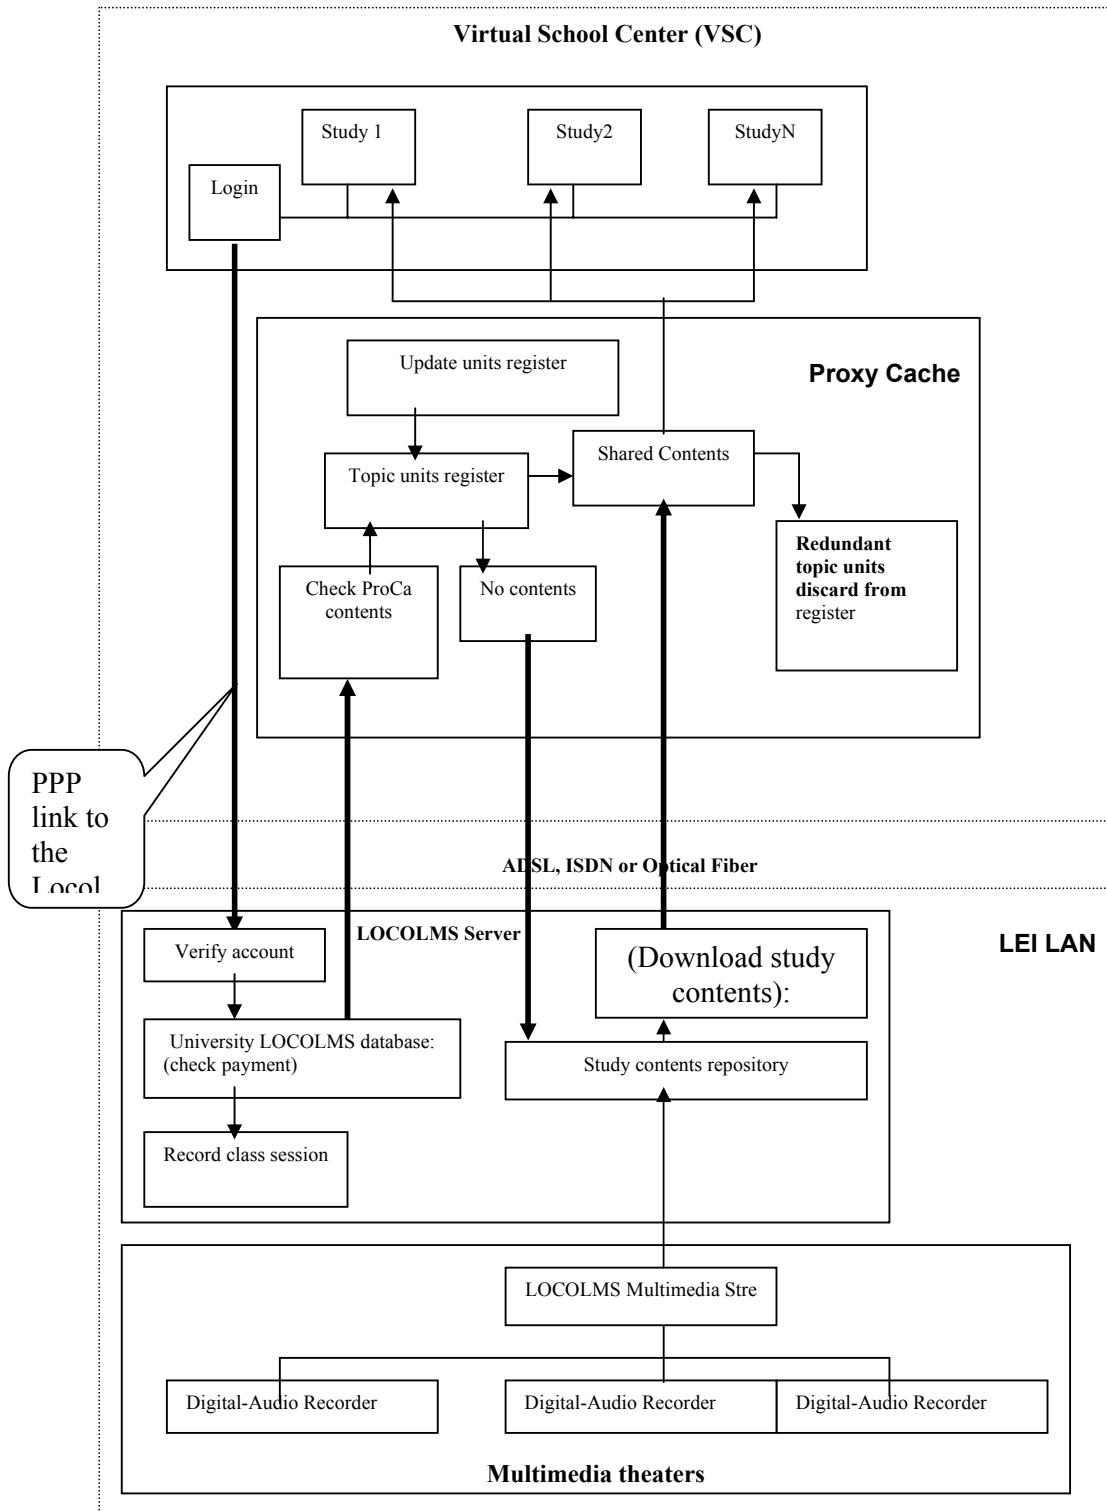 Virtual School Center (VSC)
Study 1
Study2
StudyN
Login
Update units register
Proxy Cache
Topic units register
Shared Contents
Check ProCa
contents
No contents
Redundant
topic units
discard from
register
PPP
link to
the
Locol
ADSL, ISDN or Optical Fiber
LOCOLMS Server
LEI LAN
Verify account
(Download study
contents):
University LOCOLMS database:
(check payment)
Study contents repository
Record class session
LOCOLMS Multimedia Stre
Digital-Audio Recorder
Digital-Audio Recorder
Digital-Audio Recorder
Multimedia theaters